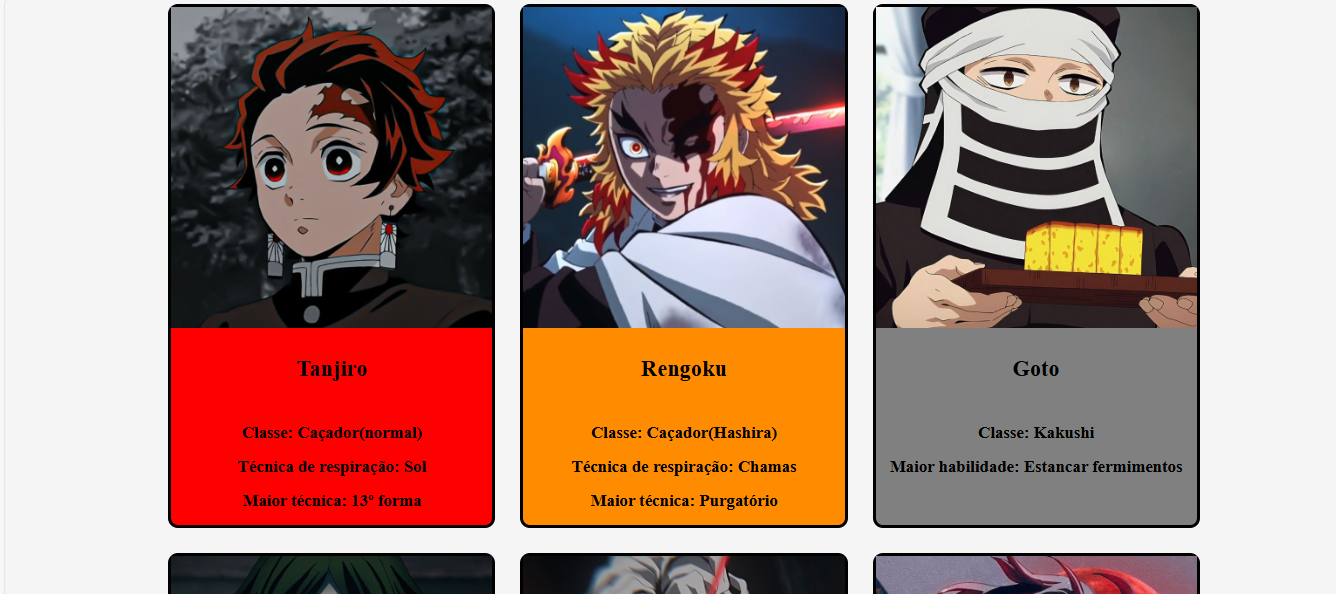 Tanjiro
Classe: Caçador(normal)
Técnica de respiração: Sol
Maior técnica: 13º forma
Rengoku
Classe: Caçador(Hashira)
Técnica de respiração: Chamas
Maior técnica: Purgatório
Goto
Classe: Kakushi
Maior habilidade: Estancar fermimentos